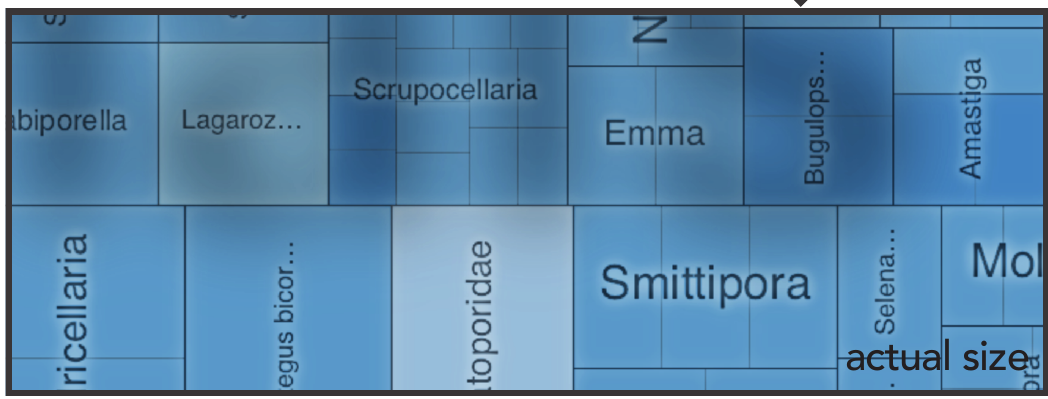 Scrupocellaria
abiporella
Lagaroz...
Emma
Bugulops...
Amastiga
ricellaria
egus bicor...
toporidae
Smittipora
Selena...
Mol
actual size